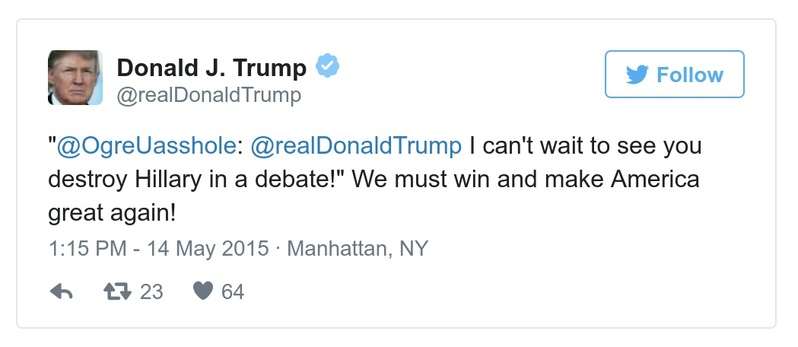 Donald J. Trump
Follow
@realDonaldTrump
"@OgreUasshole: @realDonaldTrump I can't wait to see you
destroy Hillary in a debate!" We must win and make America
great again!
1:15 PM - 14 May 2015 · Manhattan, NY
23 64